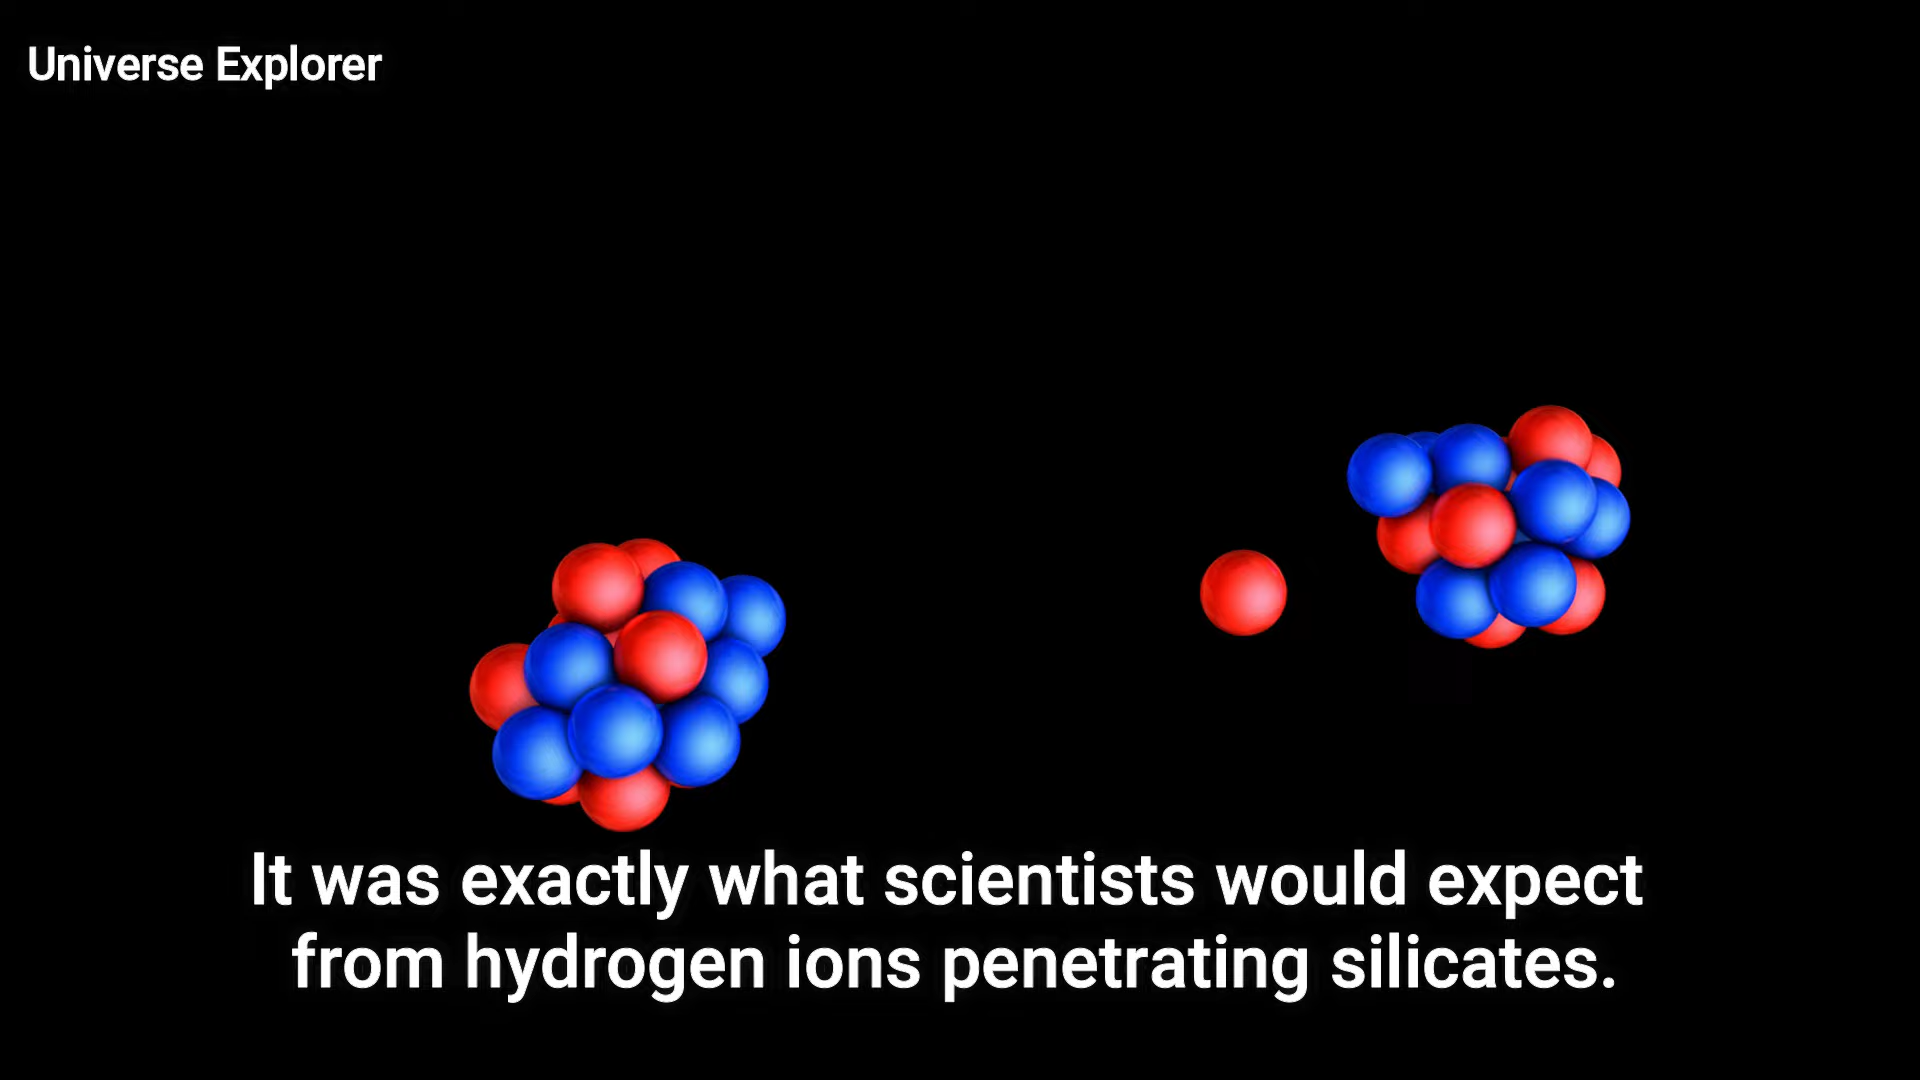 Universe Explorer
It was exactly what scientists would expect
from hydrogen ions penetrating silicates.